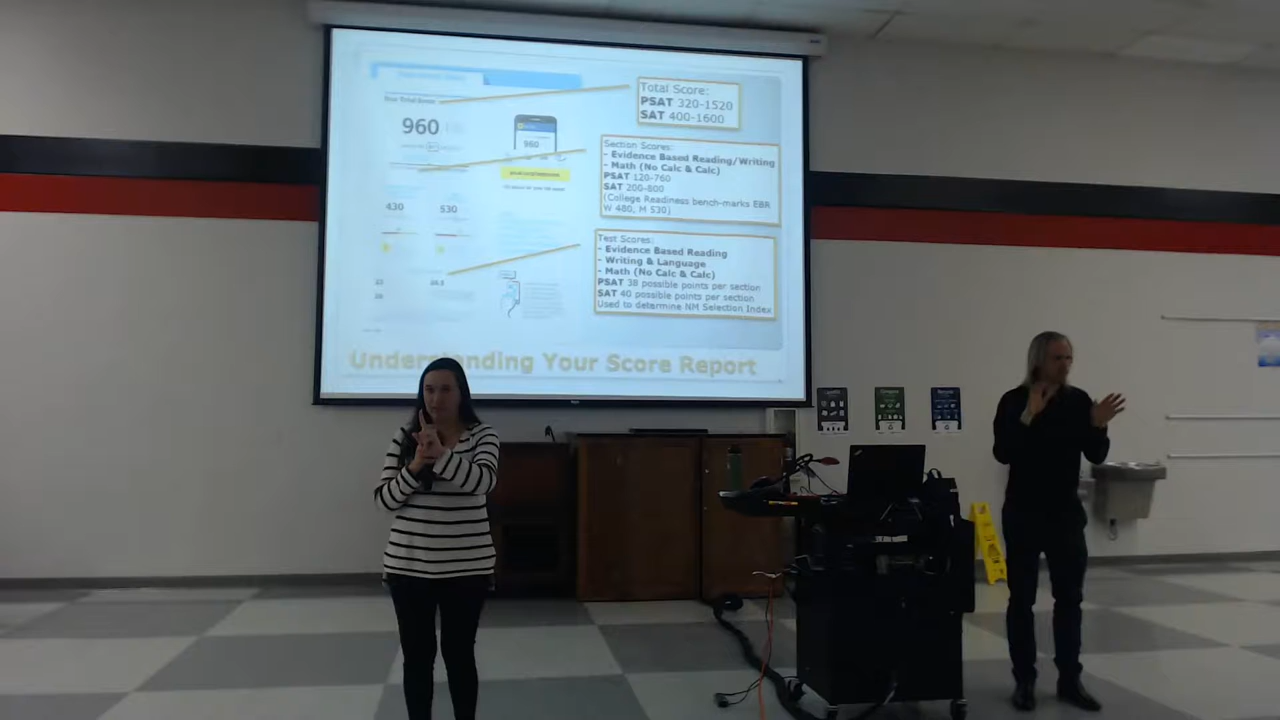 Total Score:
PSAT 320-1520
SAT 400-1600
960
960
Section Scores:
- Evidence Based Reading/Writing
- Math (No Calc & Calc)
PSAT 120-760
SAT 200-800
(College Readiness bench-marks EBR
W 480, M 530)
430
530
Test Scores:
- Evidence Based Reading
- Writing & Language
- Math (No Calc & Calc)
PSAT 38 possible points per section
SAT 40 possible points per section
Used to determine NM Selection Index
Understanding Your Score Report